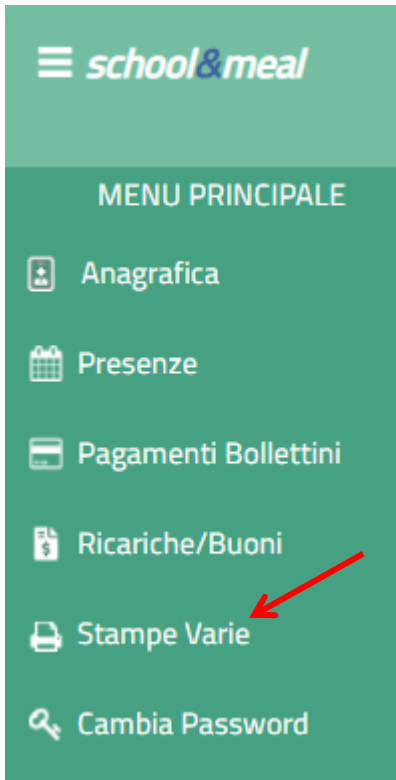 school&meal
MENU PRINCIPALE
Anagrafica
Presenze
Pagamenti Bollettini
Ricariche/Buoni
Stampe Varie
Cambia Password